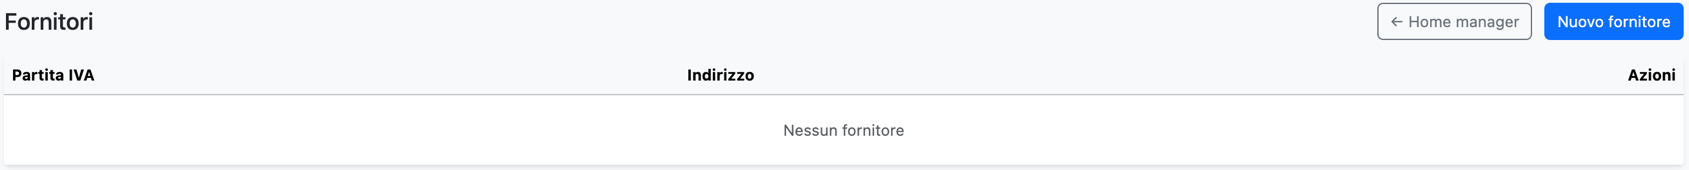 Fornitori
← Home manager
Nuovo fornitore
Partita IVA
Indirizzo
Azioni
Nessun fornitore